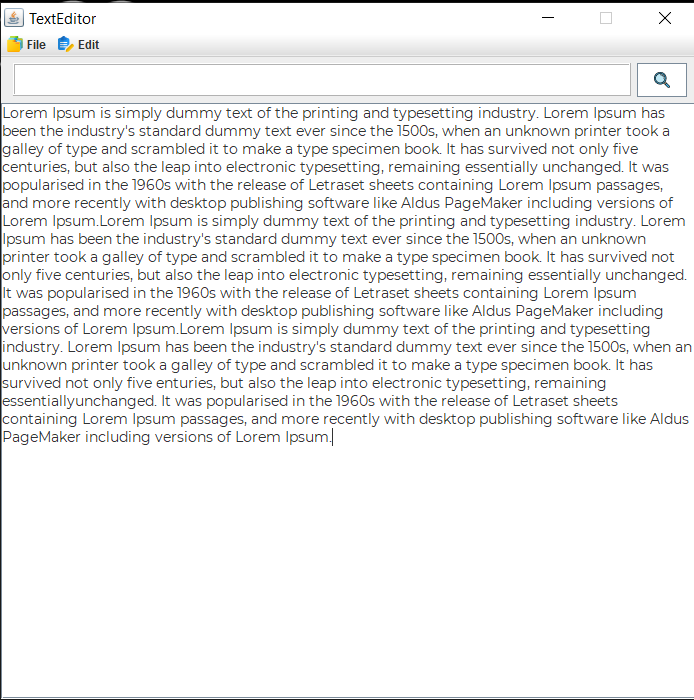 TextEditor
File Edit
Lorem Ipsum is simply dummy text of the printing and typesetting industry. Lorem Ipsum has
been the industry's standard dummy text ever since the 1500s, when an unknown printer took a
galley of type and scrambled it to make a type specimen book. It has survived not only five
centuries, but also the leap into electronic typesetting, remaining essentially unchanged. It was
popularised in the 1960s with the release of Letraset sheets containing Lorem Ipsum passages,
and more recently with desktop publishing software like Aldus PageMaker including versions of
Lorem Ipsum.Lorem Ipsum is simply dummy text of the printing and typesetting industry. Lorem
Ipsum has been the industry's standard dummy text ever since the 1500s, when an unknown
printer took a galley of type and scrambled it to make a type specimen book. It has survived not
only five centuries, but also the leap into electronic typesetting, remaining essentially unchanged.
It was popularised in the 1960s with the release of Letraset sheets containing Lorem Ipsum
passages, and more recently with desktop publishing software like Aldus PageMaker including
versions of Lorem Ipsum.Lorem Ipsum is simply dummy text of the printing and typesetting
industry. Lorem Ipsum has been the industry's standard dummy text ever since the 1500s, when an
unknown printer took a galley of type and scrambled it to make a type specimen book. It has
survived not only five enturies, but also the leap into electronic typesetting, remaining
essentiallyunchanged. It was popularised in the 1960s with the release of Letraset sheets
containing Lorem Ipsum passages, and more recently with desktop publishing software like Aldus
PageMaker including versions of Lorem Ipsum.